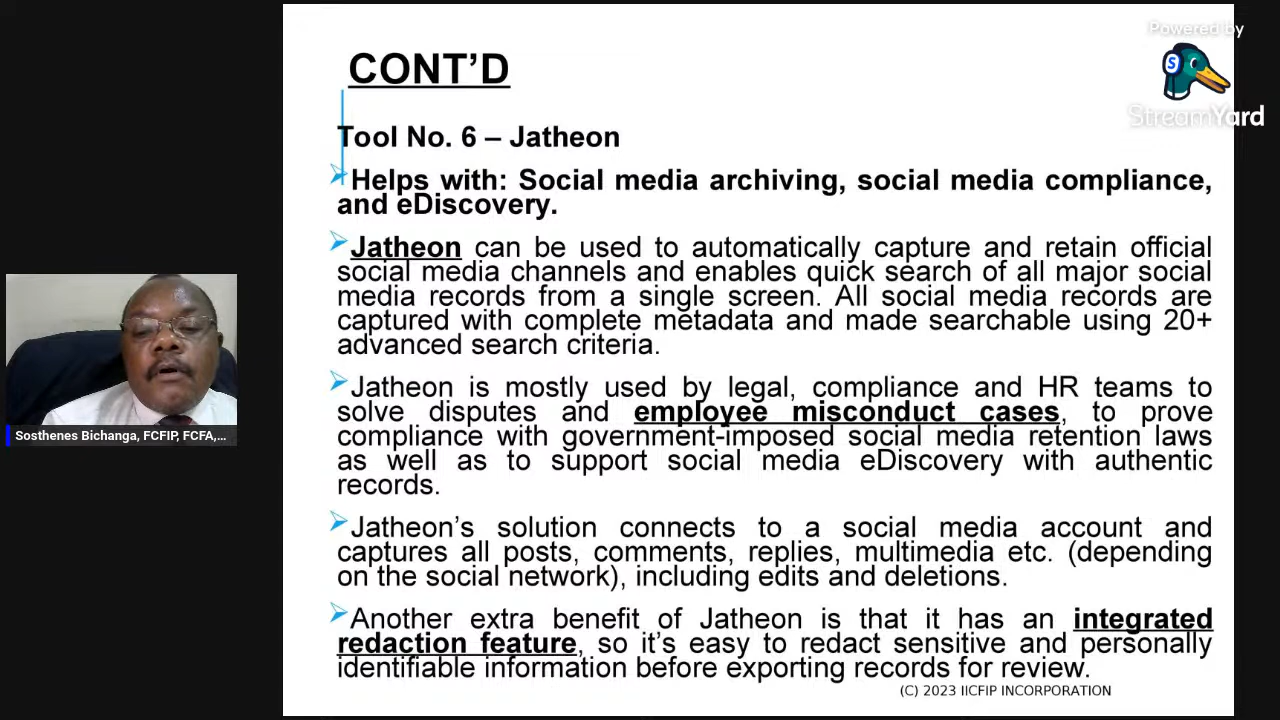 Powered by
StreamYard
CONT’D
Tool No. 6 – Jatheon
Helps with: Social media archiving, social media compliance,
and eDiscovery.
Jatheon can be used to automatically capture and retain official
social media channels and enables quick search of all major social
media records from a single screen. All social media records are
captured with complete metadata and made searchable using 20+
advanced search criteria.
Jatheon is mostly used by legal, compliance and HR teams to
solve disputes and employee misconduct cases, to prove
compliance with government-imposed social media retention laws
as well as to support social media eDiscovery with authentic
records.
Jatheon’s solution connects to a social media account and
captures all posts, comments, replies, multimedia etc. (depending
on the social network), including edits and deletions.
Another extra benefit of Jatheon is that it has an integrated
redaction feature, so it’s easy to redact sensitive and personally
identifiable information before exporting records for review.
(C) 2023 IICFIP INCORPORATION
Sosthenes Bichanga, FCFIP, FCFA,...
S